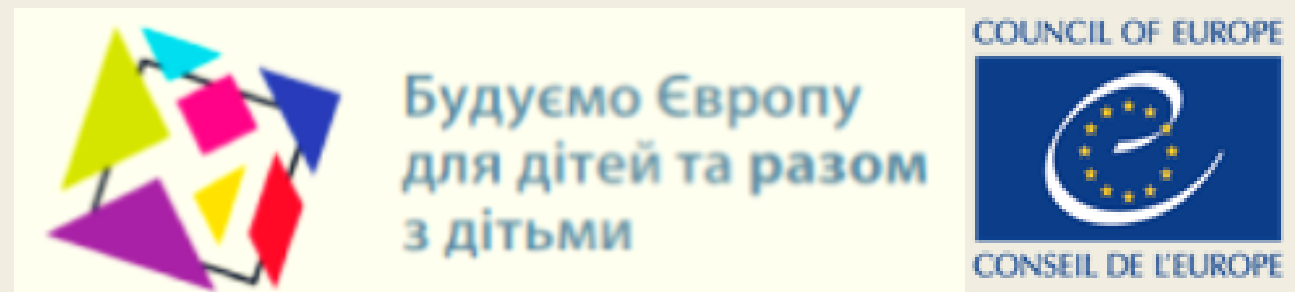 Будуємо Європу
для дітей та разом
з дітьми
COUNCIL OF EUROPE
CONSEIL DE L'EUROPE